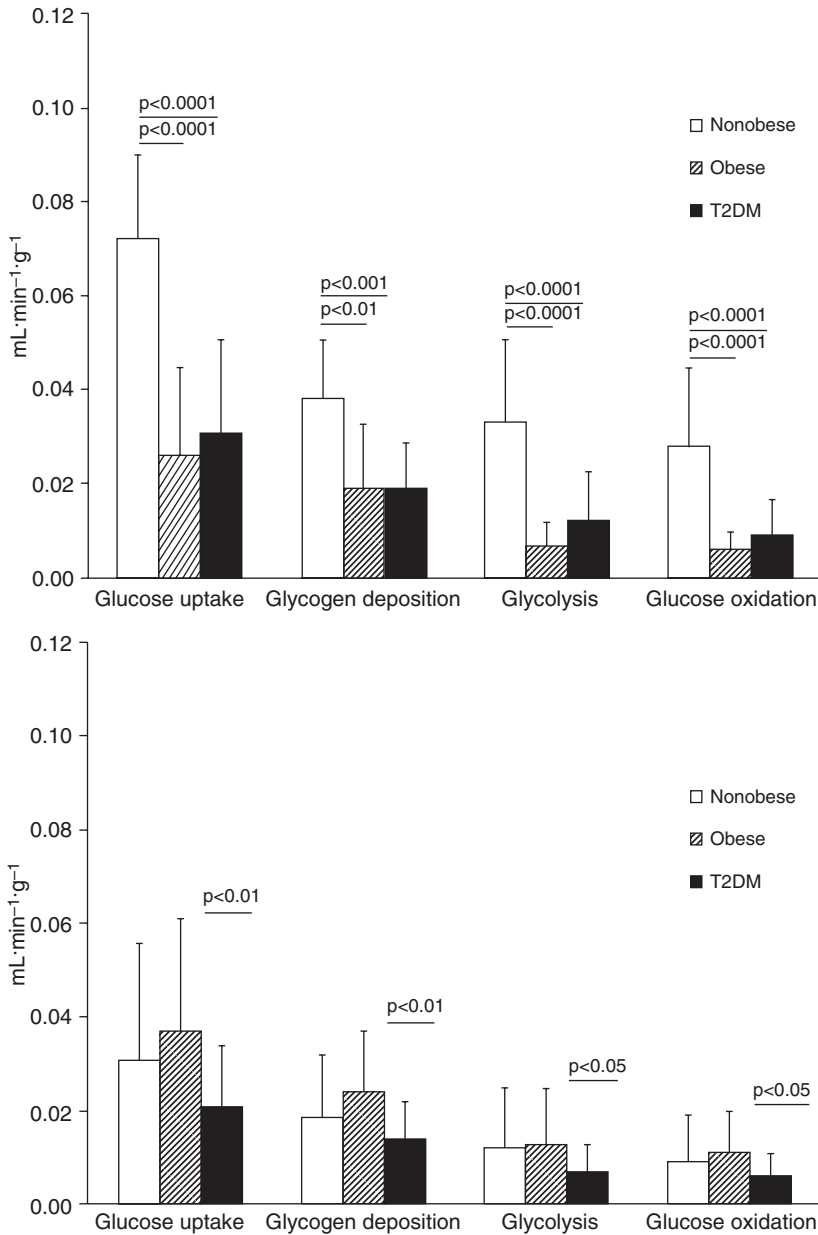 0.12
0.10
0.08
0.06
0.04
0.02
0.00
mL·min⁻¹·g⁻¹
p<0.0001
p<0.0001
p<0.001
p<0.01
p<0.0001
p<0.0001
p<0.0001
p<0.0001
Nonobese
Obese
T2DM
Glucose uptake
Glycogen deposition
Glycolysis
Glucose oxidation
0.12
0.10
0.08
0.06
0.04
0.02
0.00
mL·min⁻¹·g⁻¹
p<0.01
p<0.01
p<0.05
p<0.05
Nonobese
Obese
T2DM
Glucose uptake
Glycogen deposition
Glycolysis
Glucose oxidation